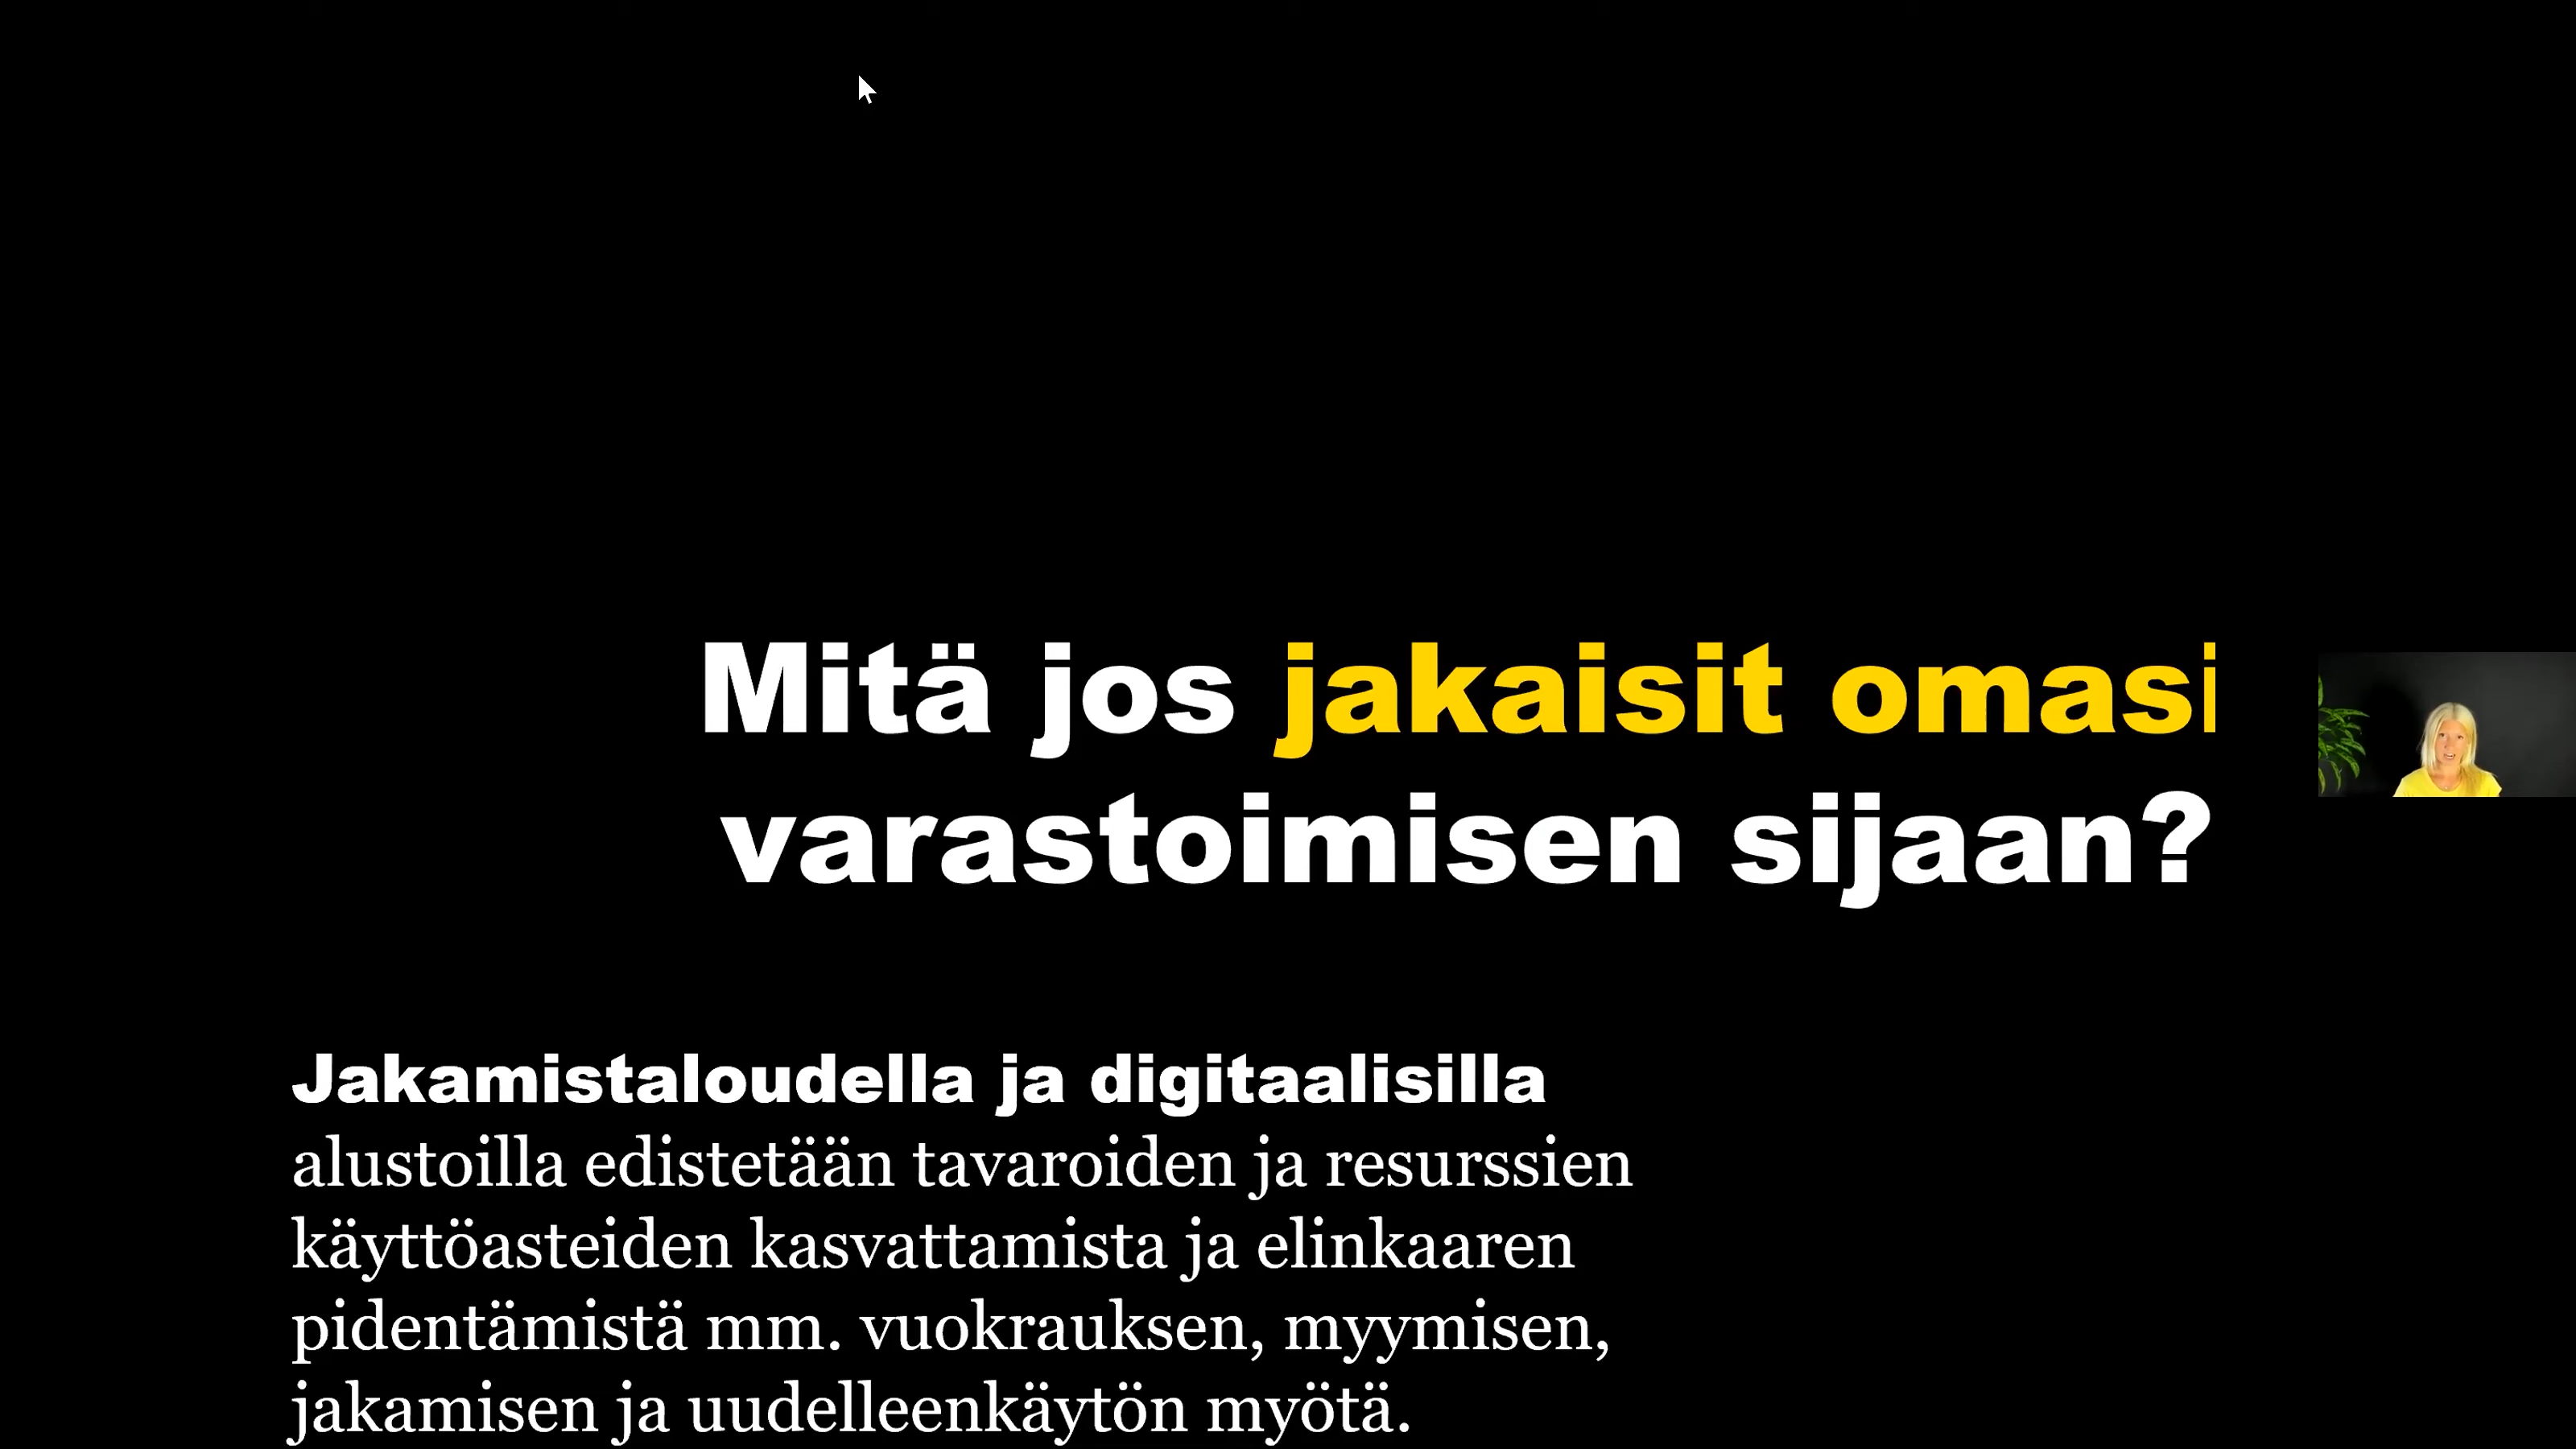 Mitä jos jakaisit omasi
varastoimisen sijaan?
Jakamistaloudella ja digitaalisilla
alustoilla edistetään tavaroiden ja resurssien
käyttöasteiden kasvattamista ja elinkaaren
pidentämistä mm. vuokrauksen, myymisen,
jakamisen ja uudelleenkäytön myötä.